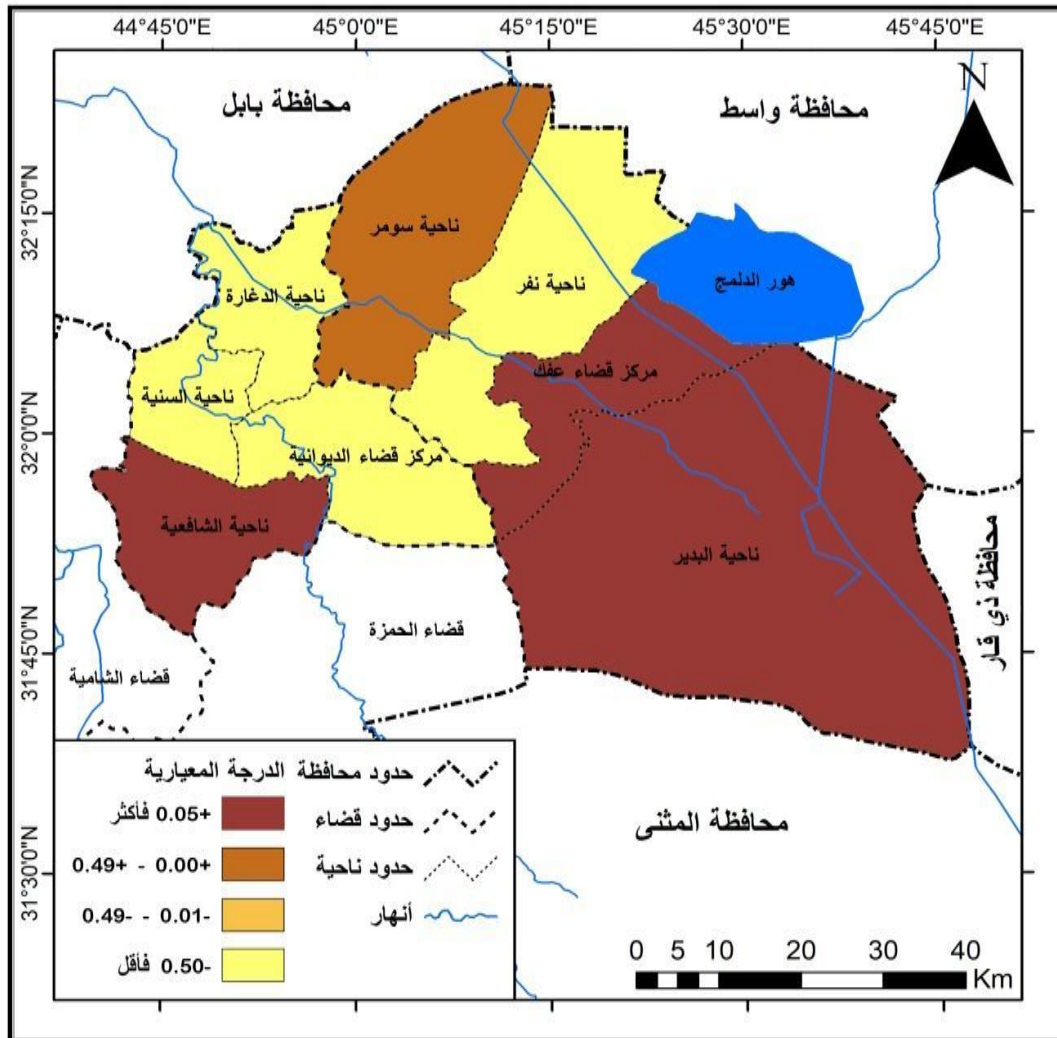 44°45'0"E 45°0'0"E 45°15'0"E 45°30'0"E 45°45'0"E
N
محافظة بابل
محافظة واسط
32°15'0"N
32°0'0"N
31°45'0"N
31°30'0"N
ناحية سومر
ناحية نفر
هور الدلمج
ناحية الدغارة
مركز قضاء عفك
ناحية السنية
مركز قضاء الديوانية
ناحية الشافعية
ناحية البدير
محافظة ذي قار
قضاء الحمزة
قضاء الشامية
محافظة المثنى
حدود محافظة
حدود قضاء
حدود ناحية
أنهار
الدرجة المعيارية
+0.05 فأكثر
+0.00 - +0.49
-0.01 - -0.49
-0.50 فأقل
0 5 10 20 30 40
Km